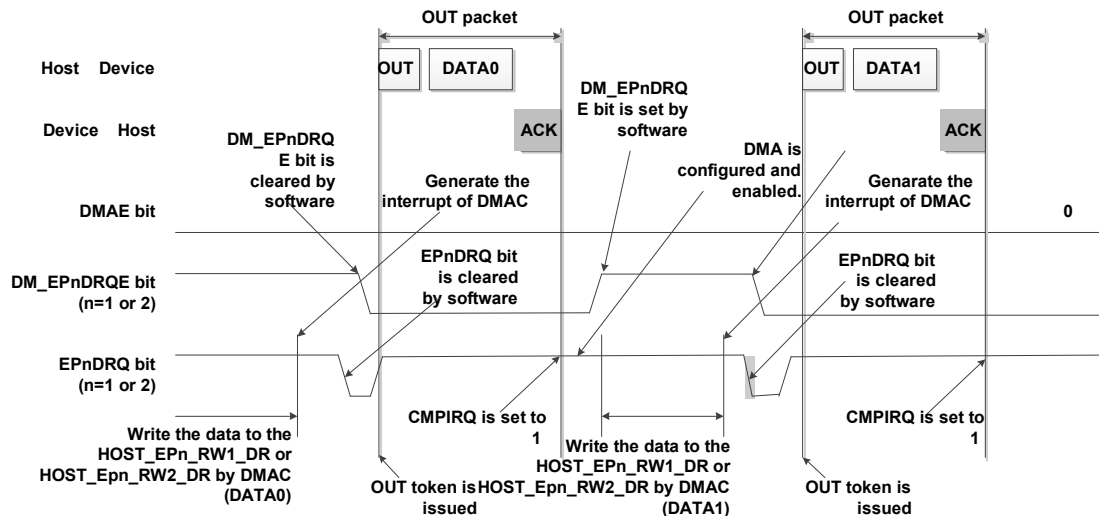 OUT packet
OUT packet
Host Device
OUT
DATA0
OUT
DATA1
Device Host
ACK
ACK
DM_EPnDRQ
E bit is set by
software
DM_EPnDRQ
E bit is
cleared by
software
Generate the
interrupt of DMAC
DMA is
configured and
enabled.
Genarate the
interrupt of DMAC
DMAE bit
0
EPnDRQ bit
is cleared
by software
EPnDRQ bit
is cleared
by software
DM_EPnDRQE bit
(n=1 or 2)
EPnDRQ bit
(n=1 or 2)
CMPIRQ is set to
1
CMPIRQ is set to
1
Write the data to the
HOST_EPn_RW1_DR or
HOST_Epn_RW2_DR by DMAC
(DATA0)
Write the data to the
HOST_EPn_RW1_DR or
HOST_Epn_RW2_DR by DMAC
(DATA1)
OUT token is
issued
OUT token is
issued